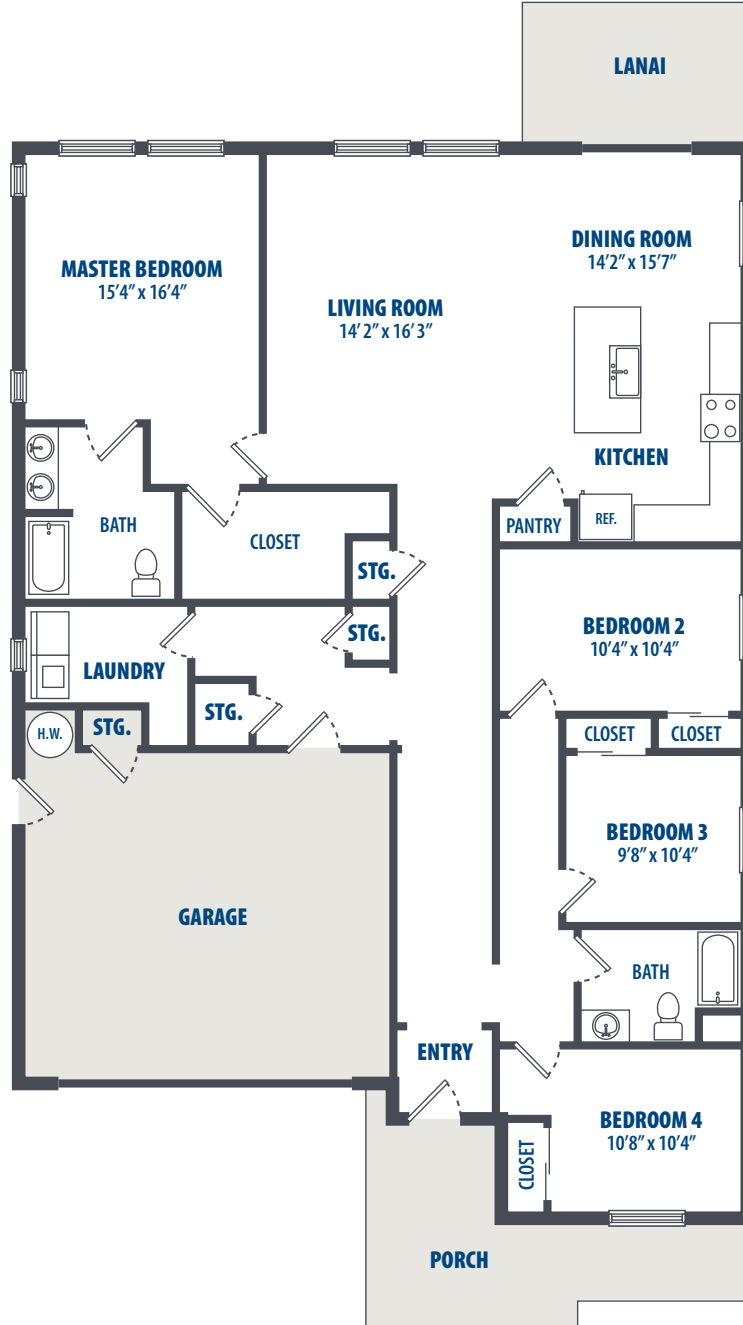 LANAI
DINING ROOM
14'2" x 15'7"
MASTER BEDROOM
15'4" x 16'4"
LIVING ROOM
14'2" x 16'3"
KITCHEN
PANTRY
REF.
BATH
CLOSET
STG.
BEDROOM 2
10'4" x 10'4"
STG.
LAUNDRY
STG.
STG.
H.W.
CLOSET
CLOSET
BEDROOM 3
9'8" x 10'4"
GARAGE
BATH
ENTRY
BEDROOM 4
10'8" x 10'4"
CLOSET
PORCH